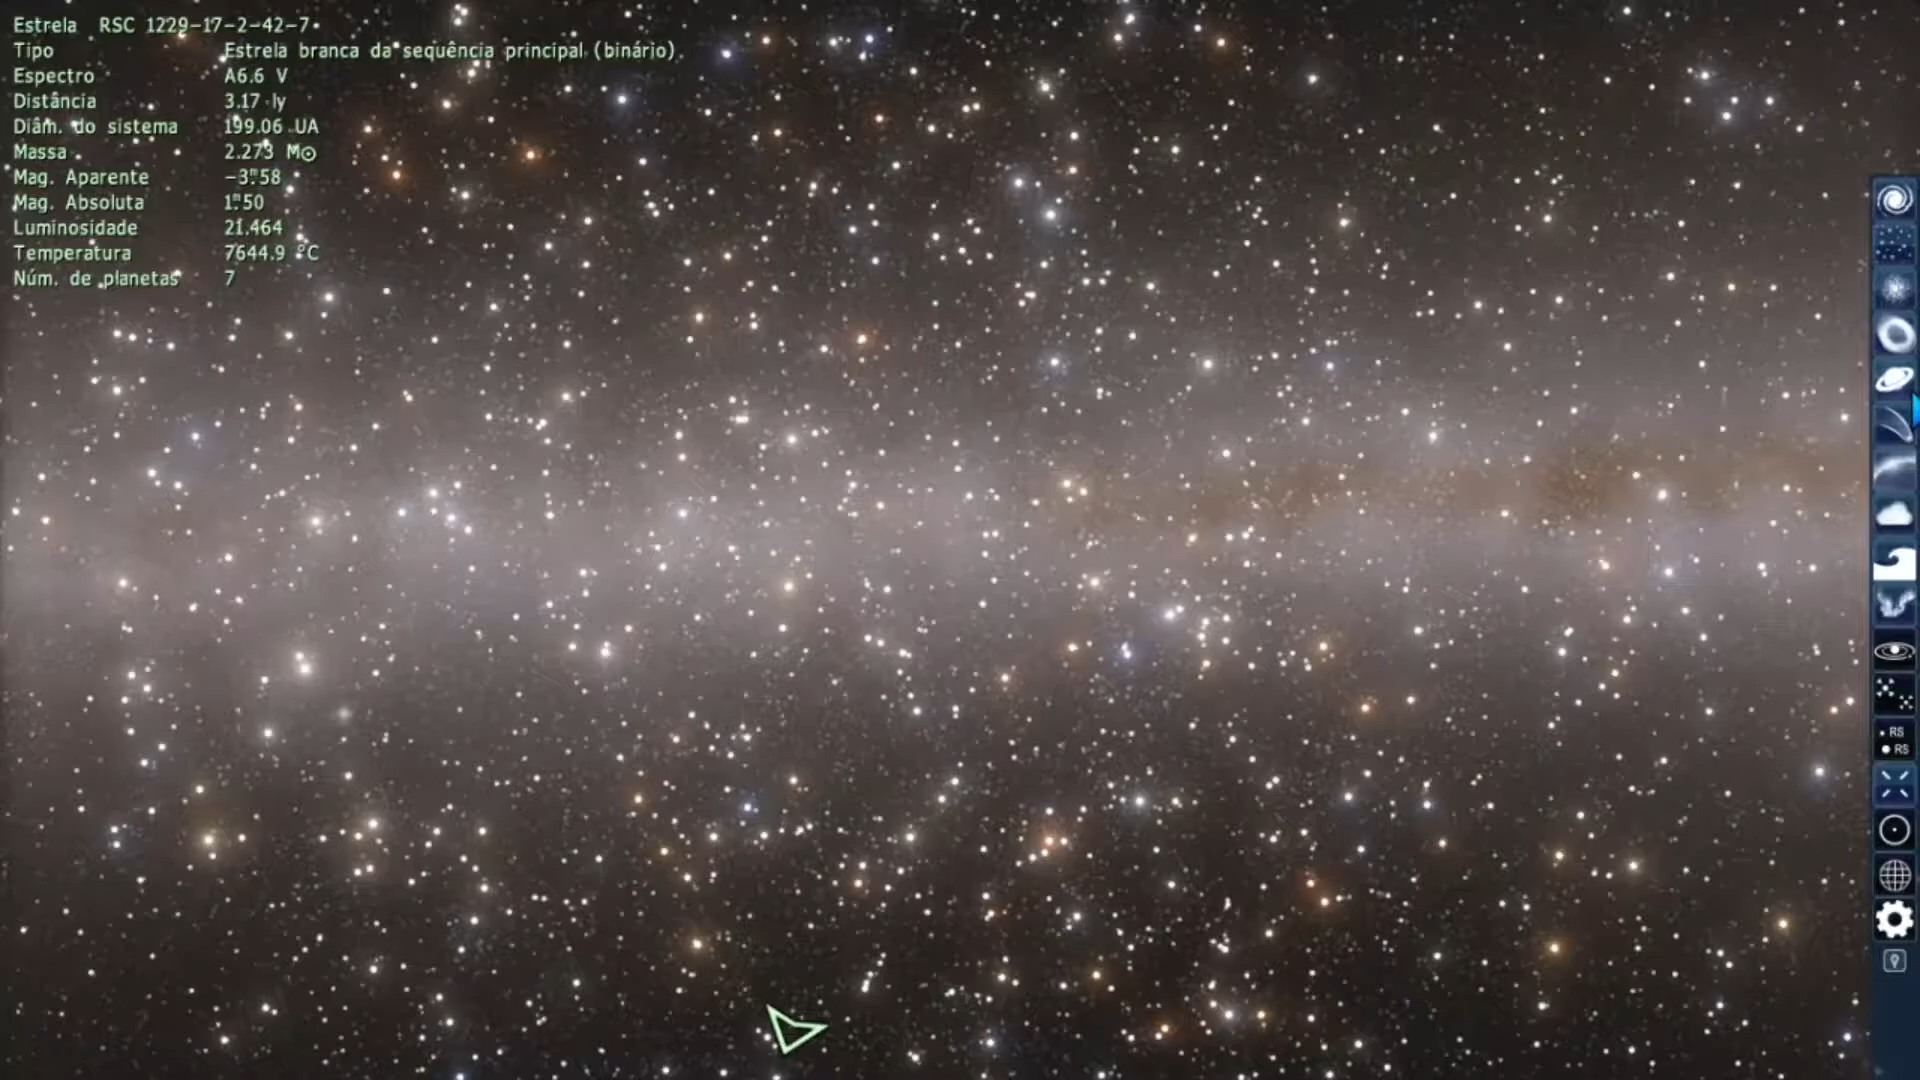 Estrela RSC 1229-17-2-42-7
Tipo Estrela branca da sequência principal (binário)
Espectro A6.6 V
Distância 3.17 ly
Diâm. do sistema 199.06 UA
Massa 2.273 M☉
Mag. Aparente -3.ᵐ58
Mag. Absoluta 1.ᵐ50
Luminosidade 21.464
Temperatura 7644.9 °C
Núm. de planetas 7
RS
RS